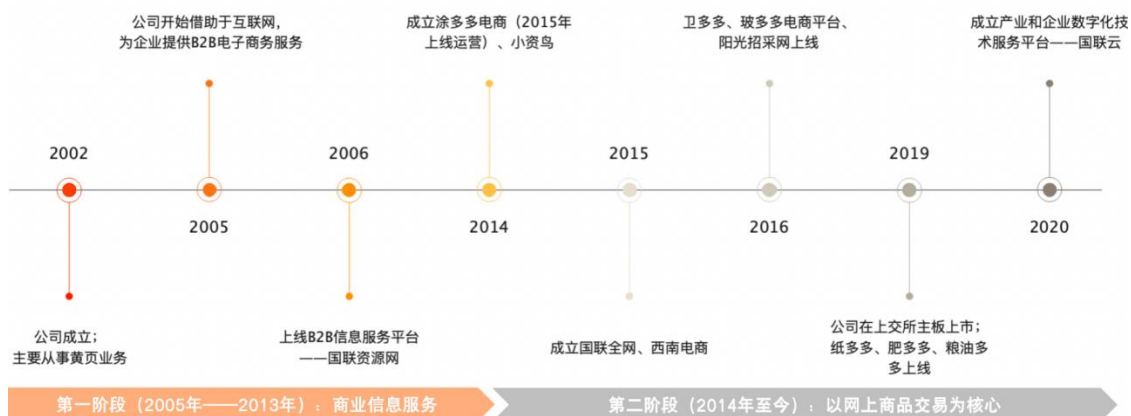 公司开始借助于互联网，
为企业提供B2B电子商务服务
成立涂多多电商（2015年
上线运营）、小资鸟
卫多多、玻多多电商平台、
阳光招采网上线
成立产业和企业数字化技
术服务平台——国联云
2002
2006
2015
2019
2005
2014
2016
2020
公司成立；
主要从事黄页业务
上线B2B信息服务平台
——国联资源网
成立国联全网、西南电商
公司在上交所主板上市；
纸多多、肥多多、粮油多
多上线
第一阶段（2005年——2013年）：商业信息服务
第二阶段（2014年至今）：以网上商品交易为核心